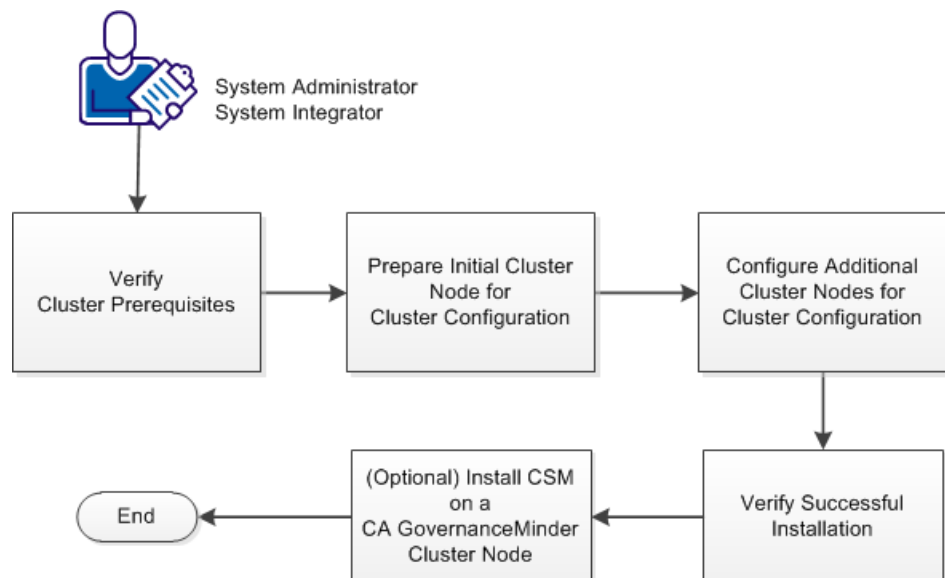 System Administrator
System Integrator
Verify
Cluster Prerequisites
Prepare Initial Cluster
Node for
Cluster Configuration
Configure Additional
Cluster Nodes for
Cluster Configuration
Verify Successful
Installation
(Optional) Install CSM
on a
CA GovernanceMinder
Cluster Node
End